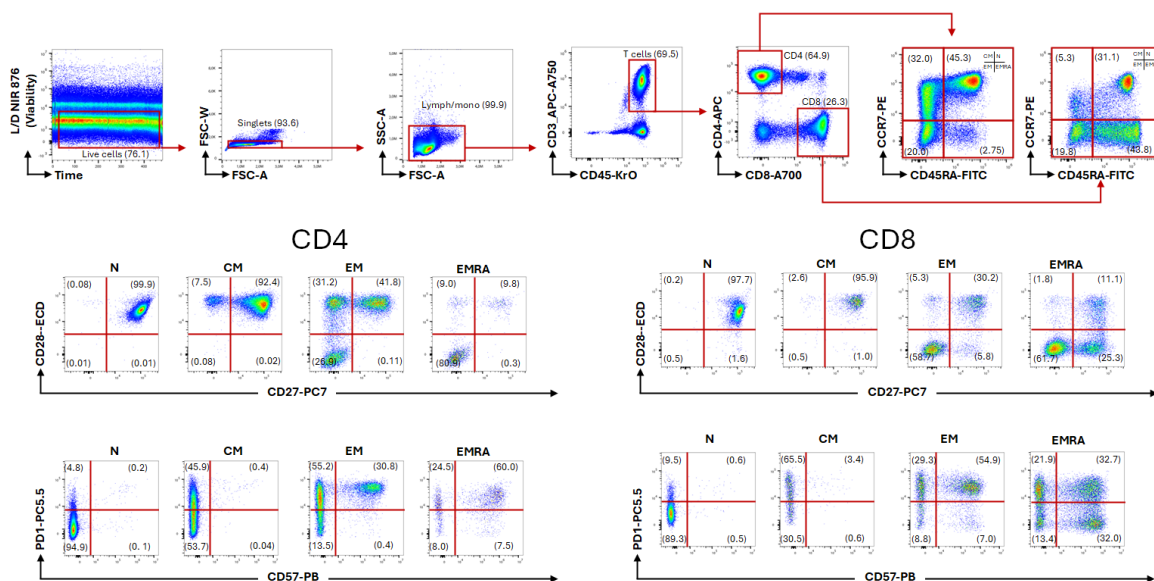 L/D NIR 876
(Viability)
Live cells (76.1)
Time
FSC-W
Singlets (93.6)
FSC-A
SSC-A
Lymph/mono (99.9)
FSC-A
CD3_APC-A750
T cells (69.5)
CD45-KrO
CD4-APC
CD4 (64.9)
CD8 (26.3)
CD8-A700
CCR7-PE
(32.0)
(45.3)
CM N
EM EMRA
(20.0)
(2.75)
CD45RA-FITC
CCR7-PE
(5.3)
(31.1)
CM N
(19.8)
(43.8)
CD45RA-FITC
CD4
N
CM
EM
EMRA
CD28--ECD
(0.08)
(99.9)
(0.01)
(0.01)
(7.5)
(92.4)
(0.08)
(0.02)
(31.2)
(41.8)
(26.9)
(0.11)
(9.0)
(9.8)
(80.9)
(0.3)
CD27-PC7
N
CM
EM
EMRA
PD1-PC5.5
(4.8)
(0.2)
(94.9)
(0.1)
(45.9)
(0.4)
(53.7)
(0.04)
(55.2)
(30.8)
(13.5)
(0.4)
(24.5)
(60.0)
(8.0)
(7.5)
CD57-PB
CD8
N
CM
EM
EMRA
CD28--ECD
(0.2)
(97.7)
(0.5)
(1.6)
(2.6)
(95.9)
(0.5)
(1.0)
(5.3)
(30.2)
(58.7)
(5.8)
(1.8)
(11.1)
(61.7)
(25.3)
CD27-PC7
N
CM
EM
EMRA
PD1-PC5.5
(9.5)
(0.6)
(89.3)
(0.5)
(65.5)
(3.4)
(30.5)
(0.6)
(29.3)
(54.9)
(8.8)
(7.0)
(21.9)
(32.7)
(13.4)
(32.0)
CD57-PB